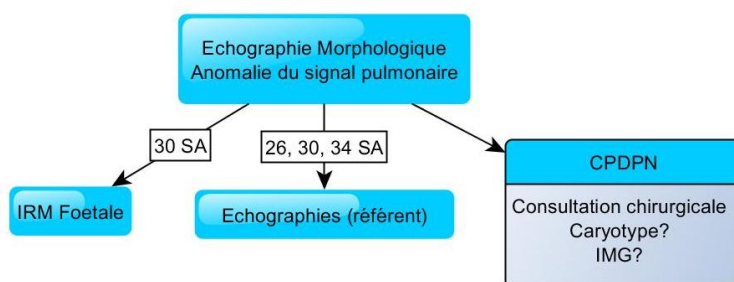 Echographie Morphologique
Anomalie du signal pulmonaire
30 SA
26, 30, 34 SA
CPDPN
IRM Foetale
Echographies (référent)
Consultation chirurgicale
Caryotype?
IMG?